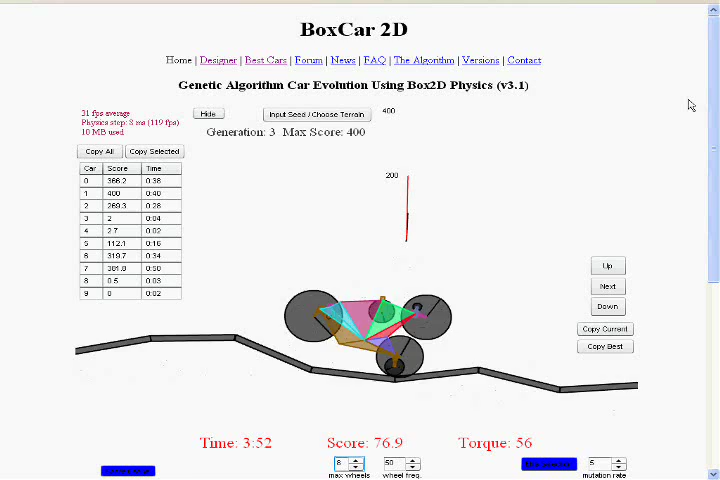 BoxCar 2D
Home | Designer | Best Cars | Forum | News | FAQ | The Algorithm | Versions | Contact
Genetic Algorithm Car Evolution Using Box2D Physics (v3.1)
31 fps average
Physics step: 8 ms (119 fps)
10 MB used
Hide
Input Seed / Choose Terrain
400
Generation: 3 Max Score: 400
Copy All
Copy Selected
Car Score Time
0 366.2 0:38
1 400 0:40
2 269.3 0:28
3 2 0:04
4 2.7 0:02
5 112.1 0:16
6 319.7 0:34
7 381.8 0:50
8 0.5 0:03
9 0 0:02
200
Up
Next
Down
Copy Current
Copy Best
Time: 3:52 Score: 76.9 Torque: 56
8 50 5
max wheels wheel freq. mutation rate